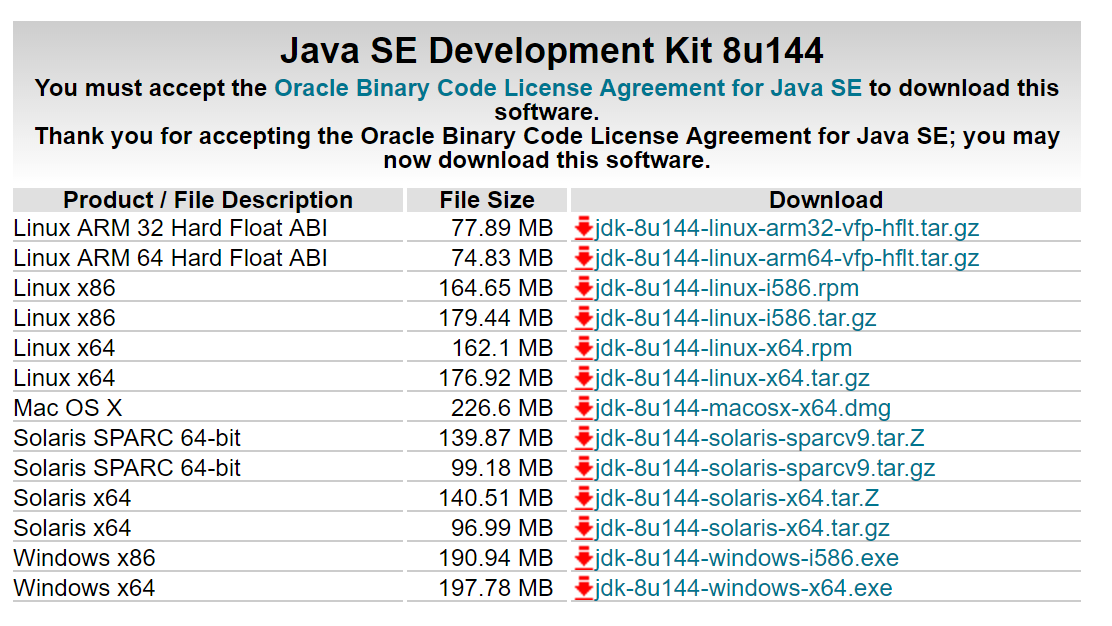 Java SE Development Kit 8u144
You must accept the Oracle Binary Code License Agreement for Java SE to download this
software.
Thank you for accepting the Oracle Binary Code License Agreement for Java SE; you may
now download this software.
Product / File Description File Size Download
Linux ARM 32 Hard Float ABI 77.89 MB jdk-8u144-linux-arm32-vfp-hflt.tar.gz
Linux ARM 64 Hard Float ABI 74.83 MB jdk-8u144-linux-arm64-vfp-hflt.tar.gz
Linux x86 164.65 MB jdk-8u144-linux-i586.rpm
Linux x86 179.44 MB jdk-8u144-linux-i586.tar.gz
Linux x64 162.1 MB jdk-8u144-linux-x64.rpm
Linux x64 176.92 MB jdk-8u144-linux-x64.tar.gz
Mac OS X 226.6 MB jdk-8u144-macosx-x64.dmg
Solaris SPARC 64-bit 139.87 MB jdk-8u144-solaris-sparcv9.tar.Z
Solaris SPARC 64-bit 99.18 MB jdk-8u144-solaris-sparcv9.tar.gz
Solaris x64 140.51 MB jdk-8u144-solaris-x64.tar.Z
Solaris x64 96.99 MB jdk-8u144-solaris-x64.tar.gz
Windows x86 190.94 MB jdk-8u144-windows-i586.exe
Windows x64 197.78 MB jdk-8u144-windows-x64.exe